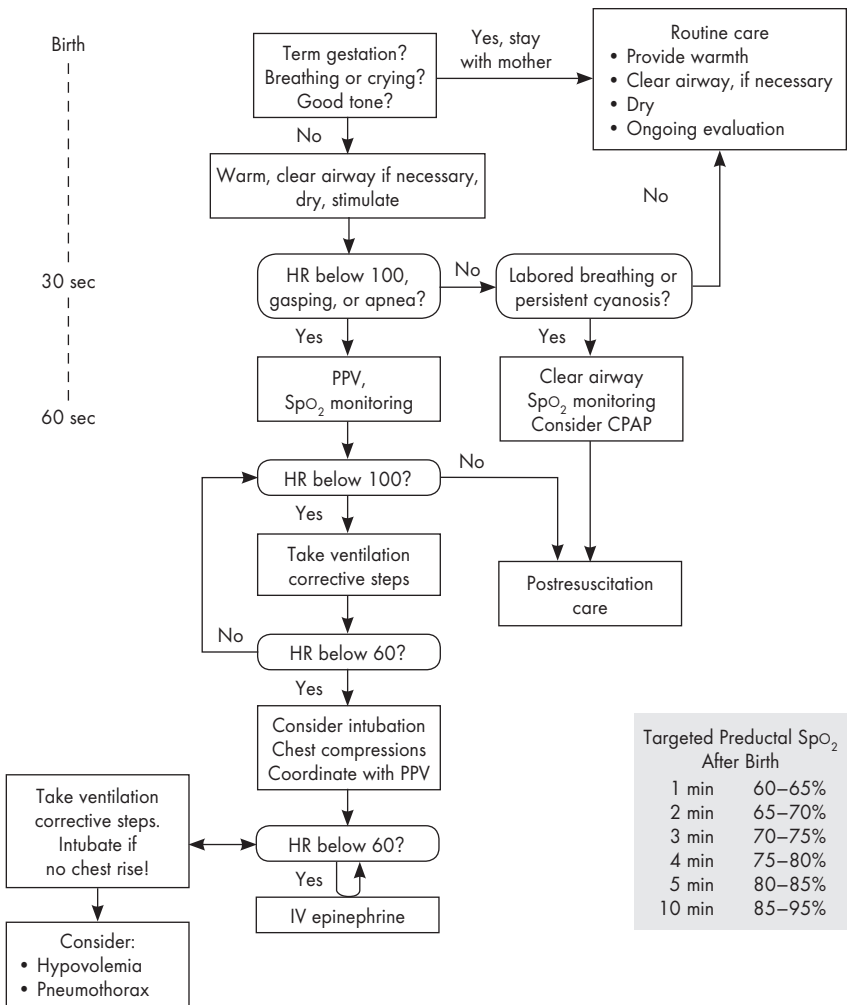 Birth
30 sec
60 sec
Term gestation?
Breathing or crying?
Good tone?
Yes, stay
with mother
Routine care
• Provide warmth
• Clear airway, if necessary
• Dry
• Ongoing evaluation
No
Warm, clear airway if necessary,
dry, stimulate
No
HR below 100,
gasping, or apnea?
No
Labored breathing or
persistent cyanosis?
Yes
Yes
PPV,
SpO₂ monitoring
Clear airway
SpO₂ monitoring
Consider CPAP
HR below 100?
No
Yes
Take ventilation
corrective steps
Postresuscitation
care
No
HR below 60?
Yes
Consider intubation
Chest compressions
Coordinate with PPV
Take ventilation
corrective steps.
Intubate if
no chest rise!
HR below 60?
Yes
IV epinephrine
Consider:
• Hypovolemia
• Pneumothorax
Targeted Preductal SpO₂
After Birth
1 min 60–65%
2 min 65–70%
3 min 70–75%
4 min 75–80%
5 min 80–85%
10 min 85–95%